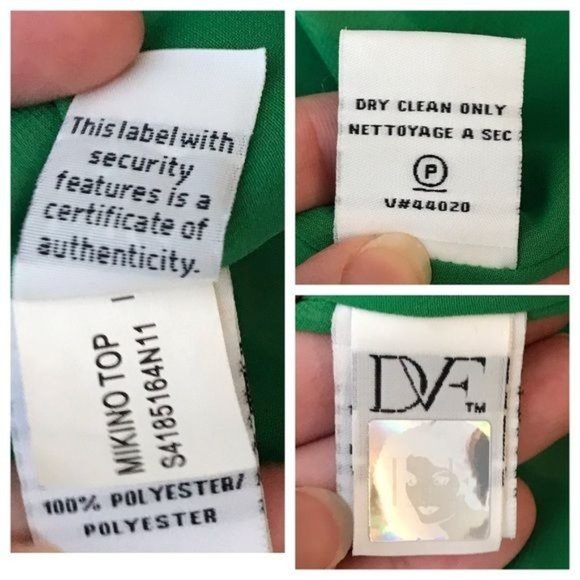 This label with
security
features is a
certificate of
authenticity.
MIKINO TOP
S4185164N11
100% POLYESTER/
POLYESTER
DRY CLEAN ONLY
NETTOYAGE A SEC
P
V#44020
DVF TM